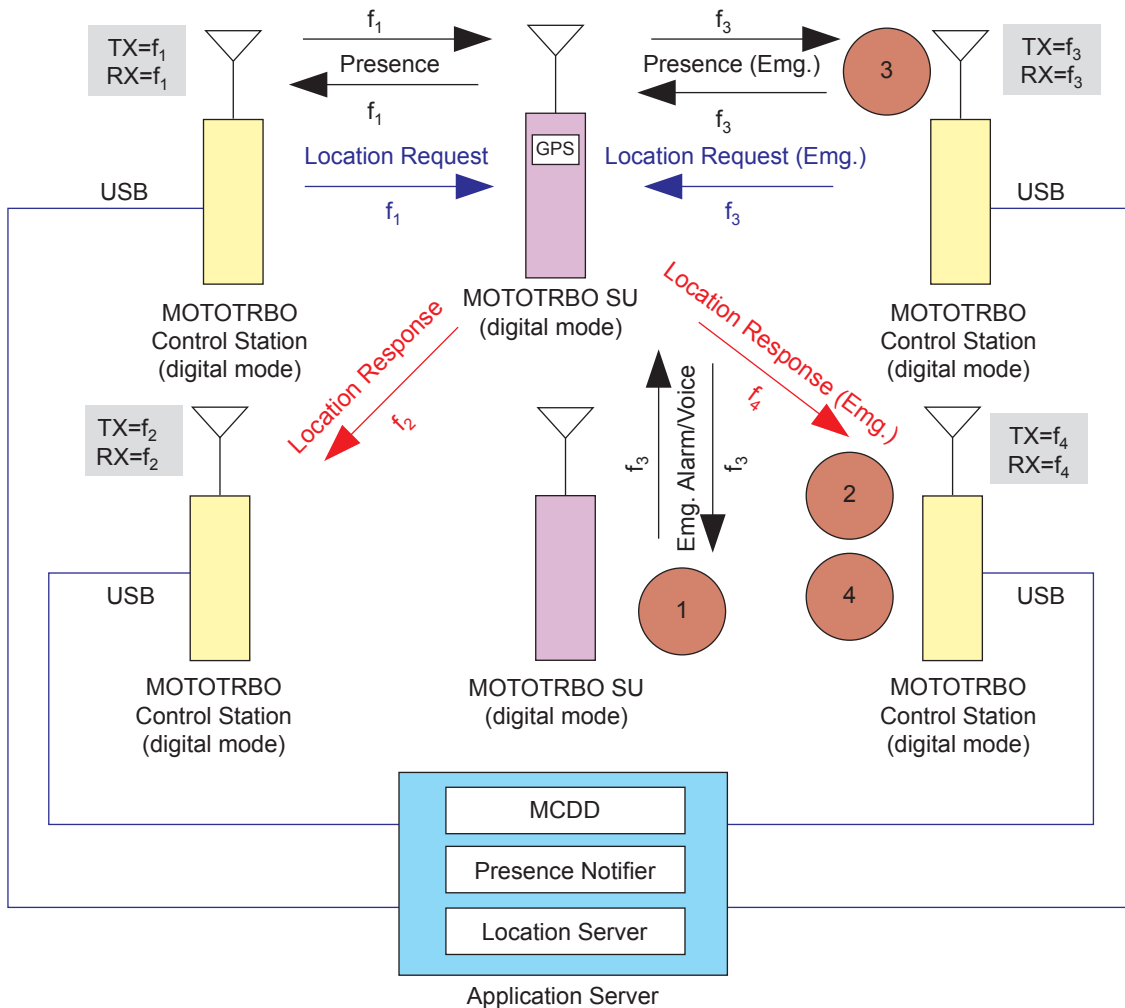 TX=f₁
RX=f₁
f₁
Presence
f₁
Location Request
f₁
USB
MOTOTRBO
Control Station
(digital mode)
GPS
MOTOTRBO SU
(digital mode)
f₃
Presence (Emg.)
f₃
Location Request (Emg.)
f₃
3
TX=f₃
RX=f₃
USB
MOTOTRBO
Control Station
(digital mode)
Location Response
f₂
Location Response (Emg.)
f₄
TX=f₂
RX=f₂
USB
MOTOTRBO
Control Station
(digital mode)
f₃
Emg. Alarm/Voice
f₃
1
MOTOTRBO SU
(digital mode)
2
4
TX=f₄
RX=f₄
USB
MOTOTRBO
Control Station
(digital mode)
MCDD
Presence Notifier
Location Server
Application Server